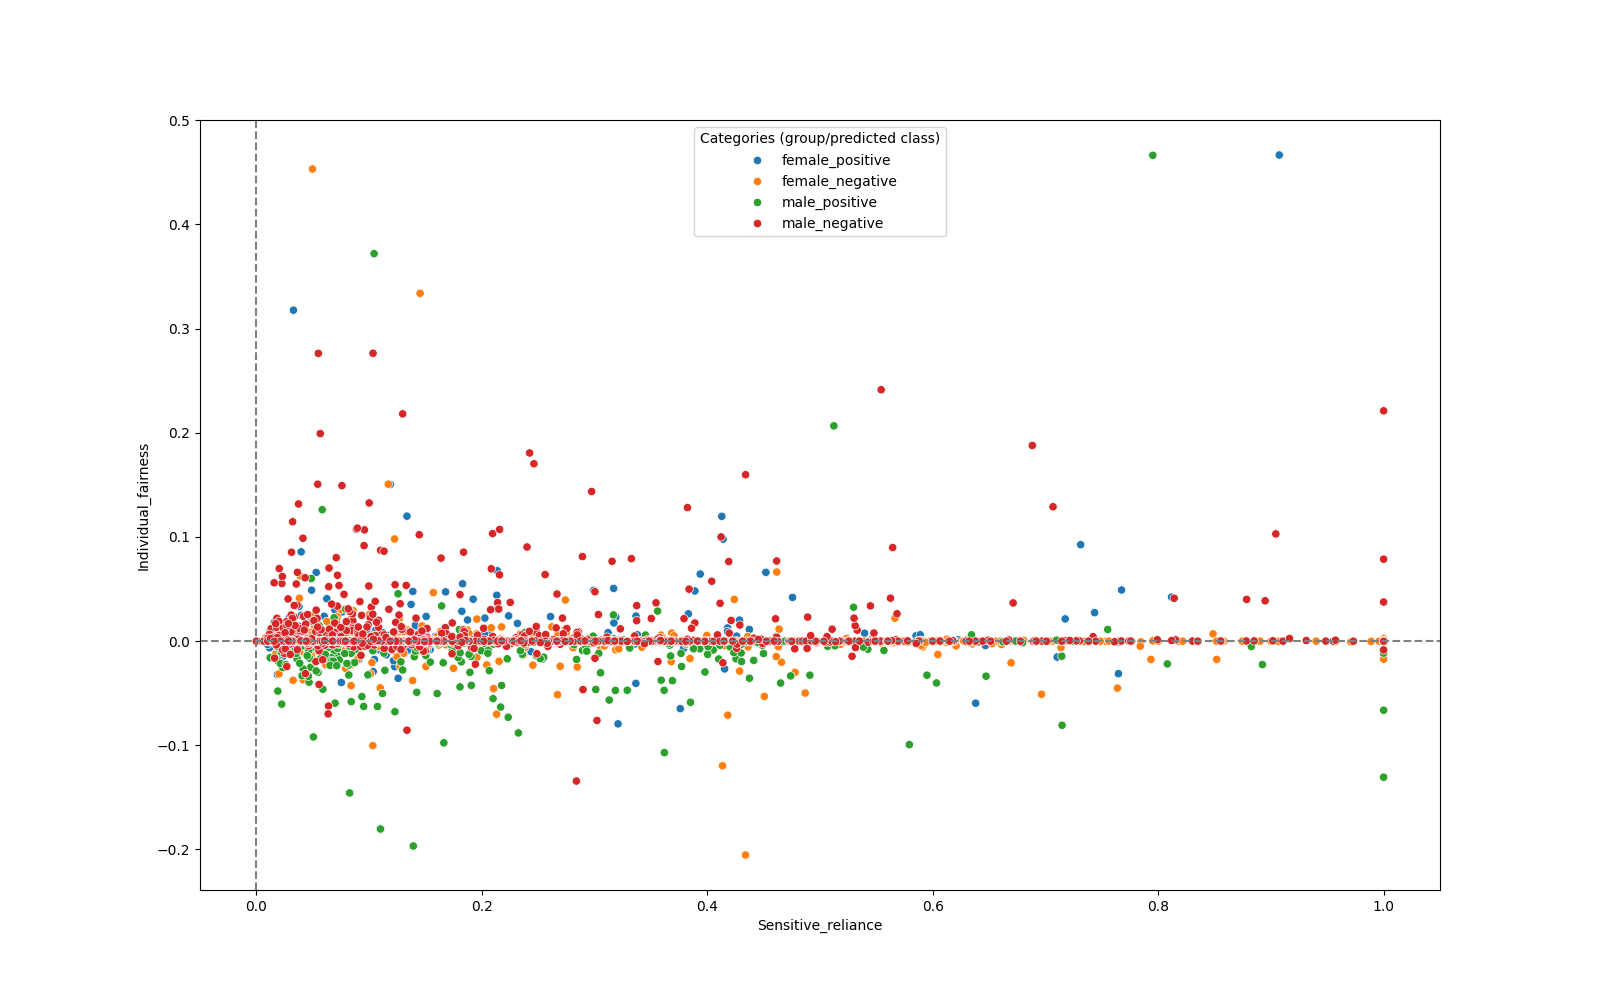 Categories (group/predicted class)
female_positive
female_negative
male_positive
male_negative
0.5
0.4
0.3
0.2
0.1
0.0
−0.1
−0.2
Individual_fairness
0.0
0.2
0.4
0.6
0.8
1.0
Sensitive_reliance